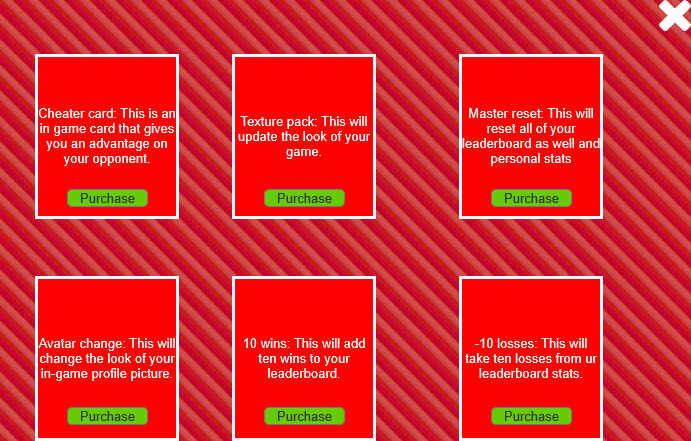 Cheater card: This is an
in game card that gives
you an advantage on
your opponent.
Purchase
Texture pack: This will
update the look of your
game.
Purchase
Master reset: This will
reset all of your
leaderboard as well and
personal stats
Purchase
Avatar change: This will
change the look of your
in-game profile picture.
Purchase
10 wins: This will add
ten wins to your
leaderboard.
Purchase
-10 losses: This will
take ten losses from ur
leaderboard stats.
Purchase